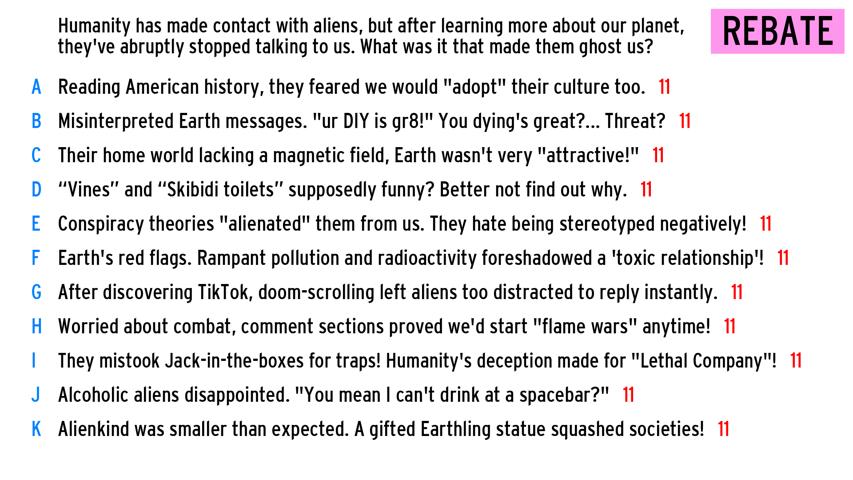 Humanity has made contact with aliens, but after learning more about our planet,
they've abruptly stopped talking to us. What was it that made them ghost us?
REBATE
A Reading American history, they feared we would "adopt" their culture too. 11
B Misinterpreted Earth messages. "ur DIY is gr8!" You dying's great?... Threat? 11
C Their home world lacking a magnetic field, Earth wasn't very "attractive!" 11
D “Vines” and “Skibidi toilets” supposedly funny? Better not find out why. 11
E Conspiracy theories "alienated" them from us. They hate being stereotyped negatively! 11
F Earth's red flags. Rampant pollution and radioactivity foreshadowed a 'toxic relationship'! 11
G After discovering TikTok, doom-scrolling left aliens too distracted to reply instantly. 11
H Worried about combat, comment sections proved we'd start "flame wars" anytime! 11
I They mistook Jack-in-the-boxes for traps! Humanity's deception made for "Lethal Company"! 11
J Alcoholic aliens disappointed. "You mean I can't drink at a spacebar?" 11
K Alienkind was smaller than expected. A gifted Earthling statue squashed societies! 11